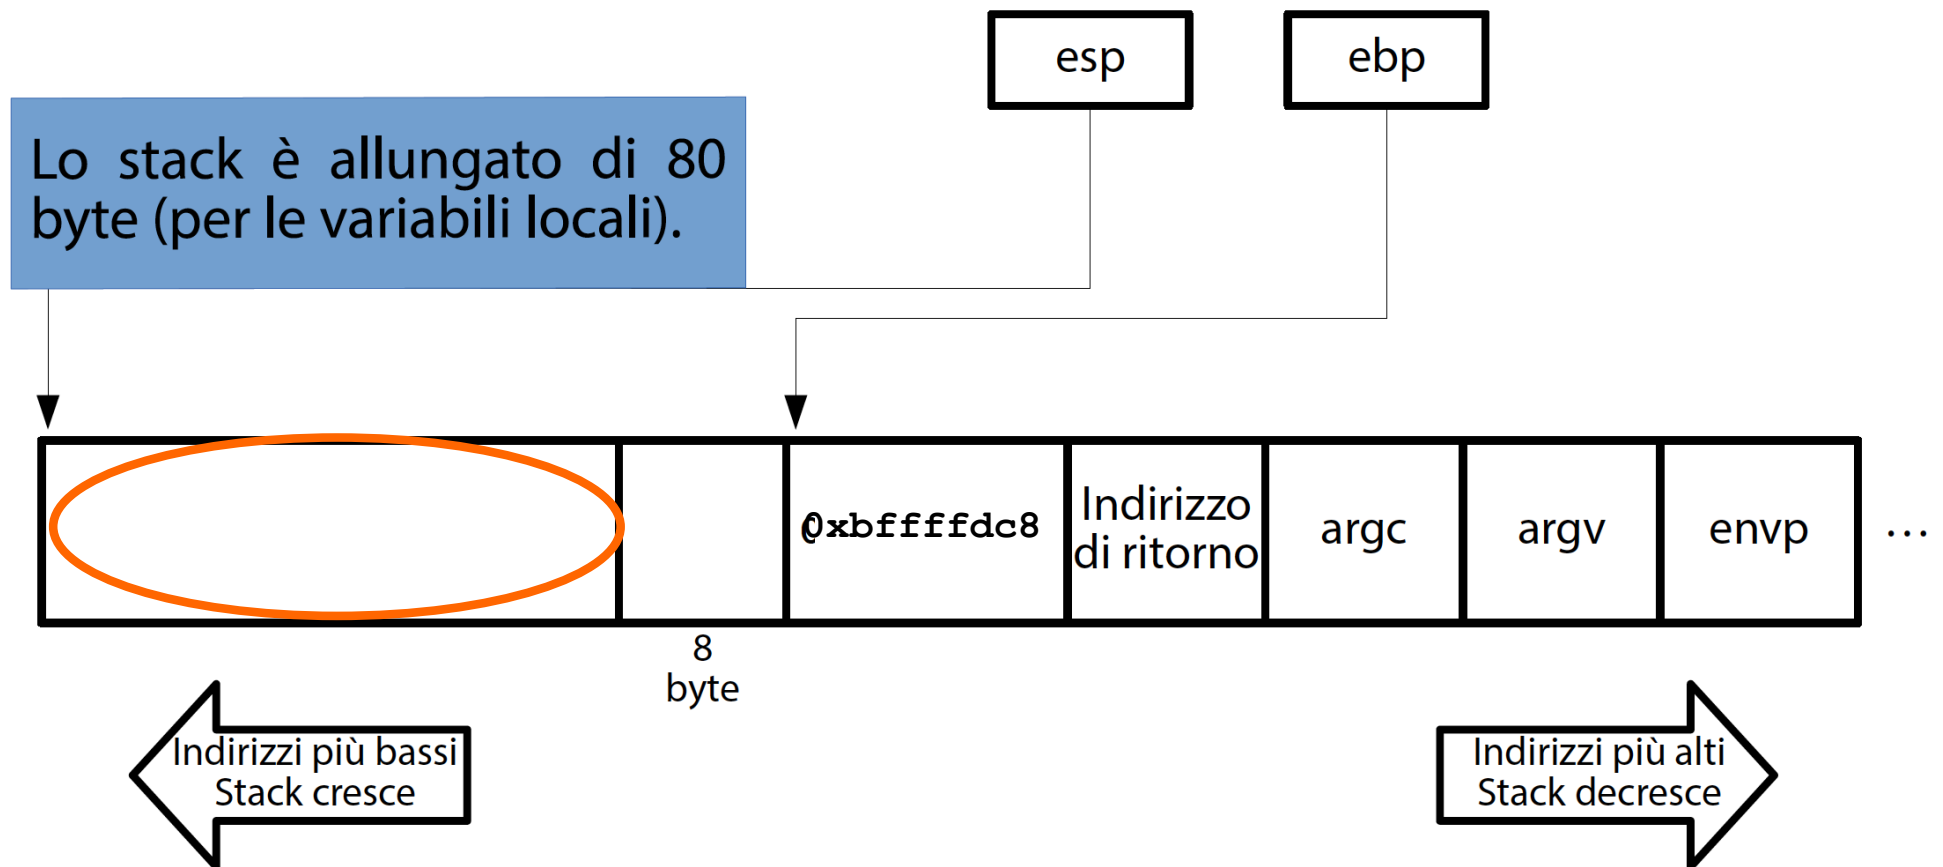 esp
ebp
Lo stack è allungato di 80
byte (per le variabili locali).
0xbffffdc8
Indirizzo
di ritorno
argc
argv
envp
...
8
byte
Indirizzi più bassi
Stack cresce
Indirizzi più alti
Stack decresce